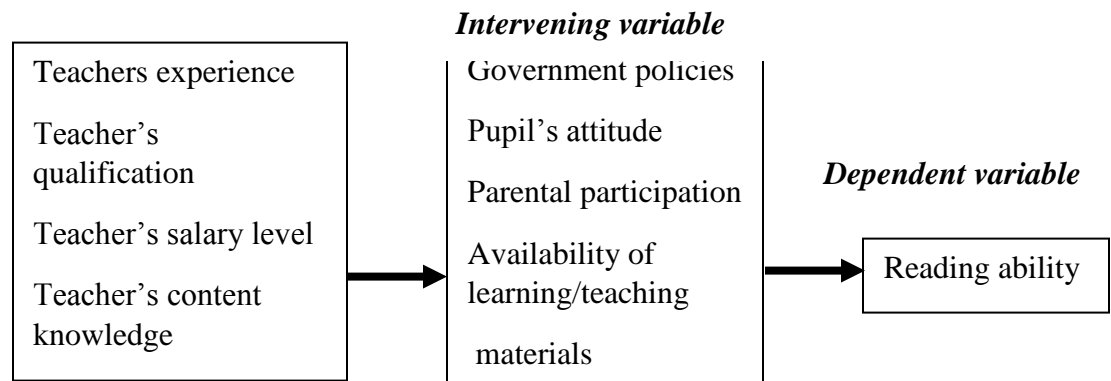 Intervening variable
Teachers experience
Teacher’s
qualification
Teacher’s salary level
Teacher’s content
knowledge
Government policies
Pupil’s attitude
Parental participation
Availability of
learning/teaching
materials
Dependent variable
Reading ability